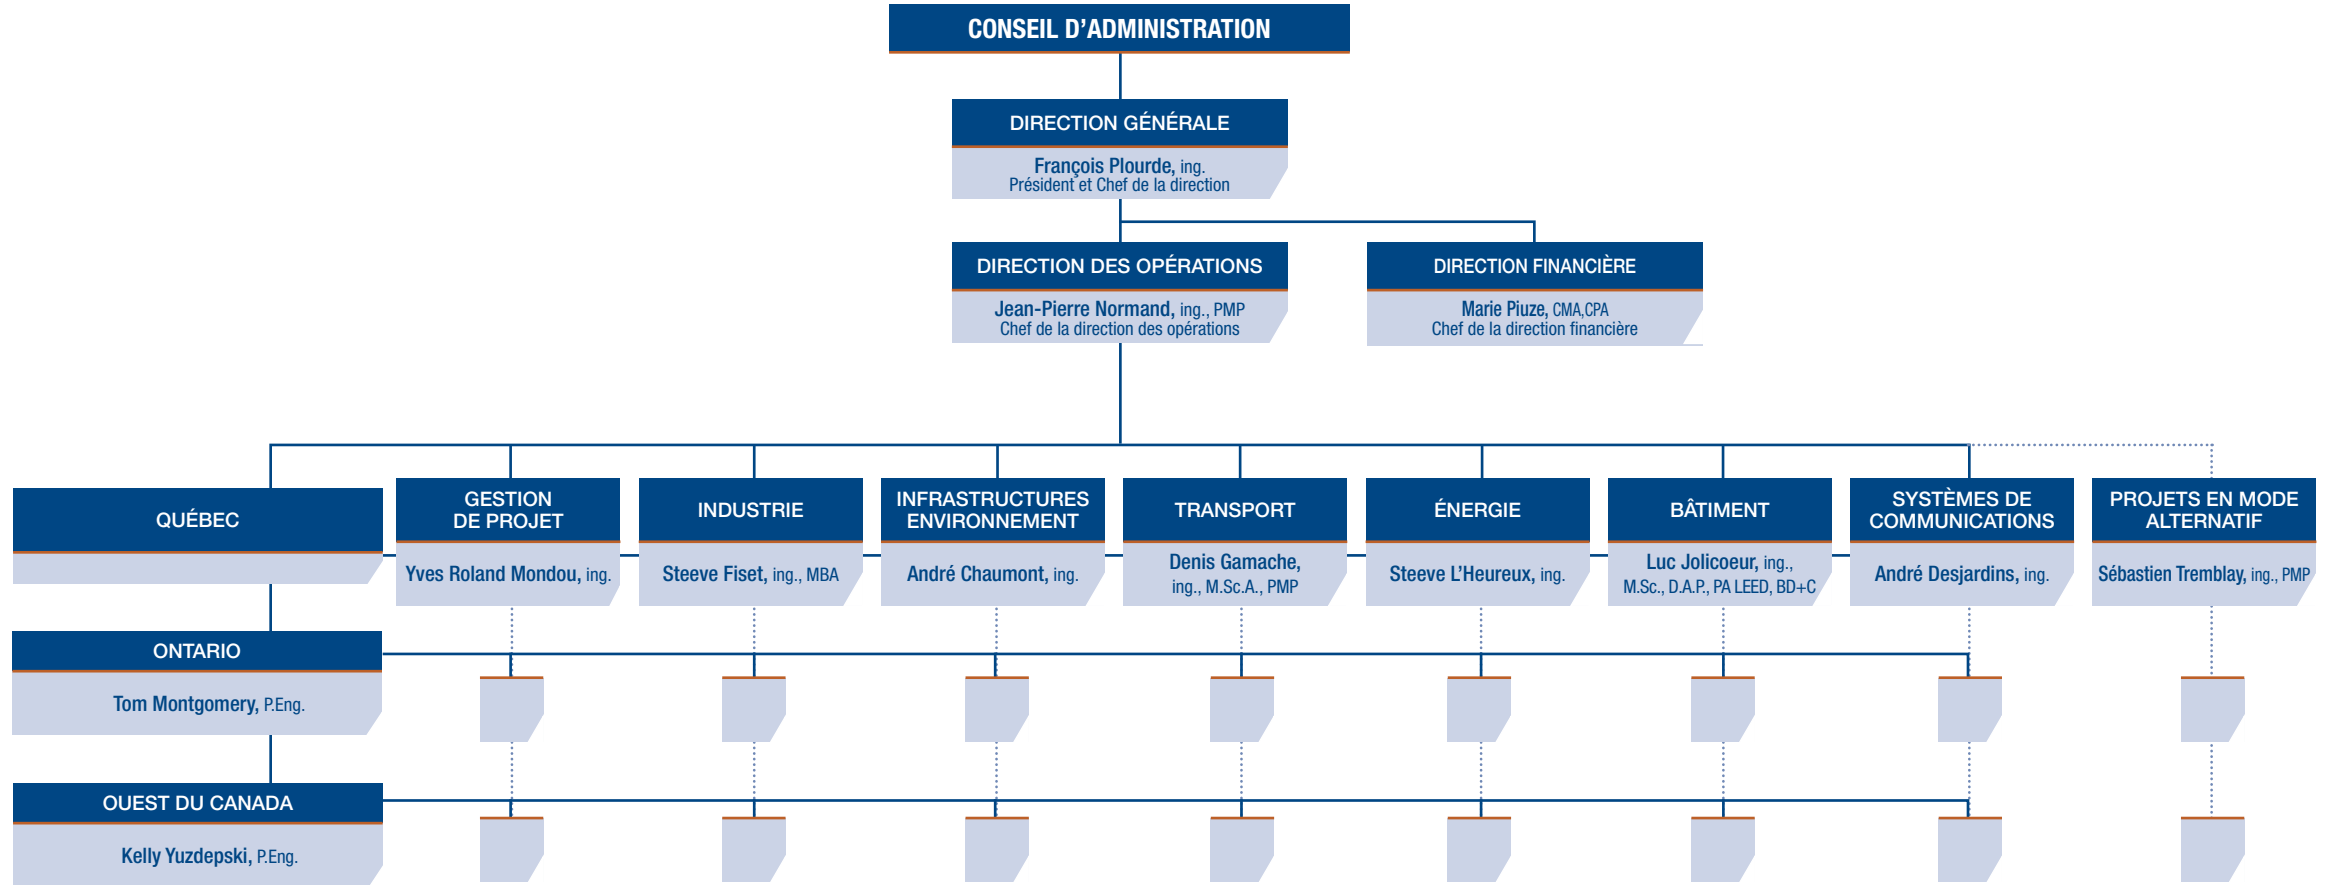 CONSEIL D’ADMINISTRATION
DIRECTION GÉNÉRALE
François Plourde, ing.
Président et Chef de la direction
DIRECTION DES OPÉRATIONS
Jean-Pierre Normand, ing., PMP
Chef de la direction des opérations
DIRECTION FINANCIÈRE
Marie Piuze, CMA,CPA
Chef de la direction financière
QUÉBEC
GESTION
DE PROJET
Yves Roland Mondou, ing.
INDUSTRIE
Steeve Fiset, ing., MBA
INFRASTRUCTURES
ENVIRONNEMENT
André Chaumont, ing.
TRANSPORT
Denis Gamache,
ing., M.Sc.A., PMP
ÉNERGIE
Steeve L’Heureux, ing.
BÂTIMENT
Luc Jolicoeur, ing.,
M.Sc., D.A.P., PA LEED, BD+C
SYSTÈMES DE
COMMUNICATIONS
André Desjardins, ing.
PROJETS EN MODE
ALTERNATIF
Sébastien Tremblay, ing., PMP
ONTARIO
Tom Montgomery, P.Eng.
OUEST DU CANADA
Kelly Yuzdepski, P.Eng.